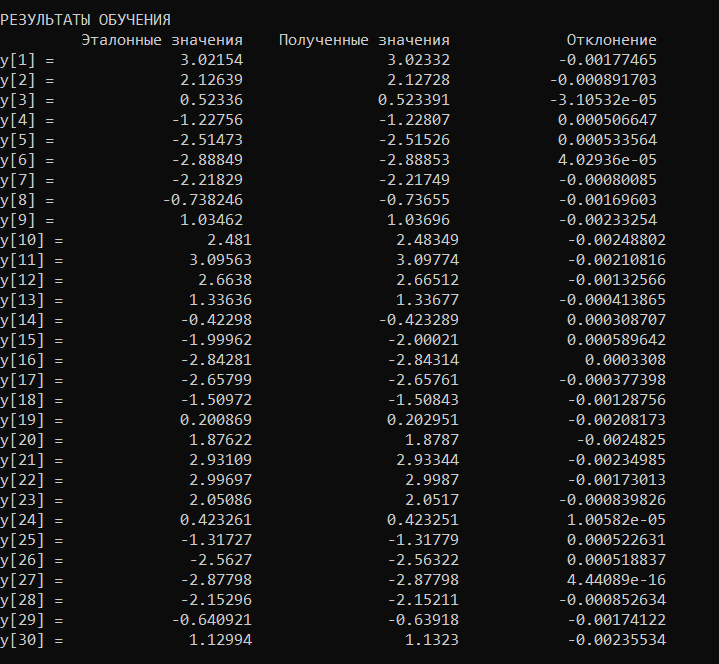 РЕЗУЛЬТАТЫ ОБУЧЕНИЯ
Эталонные значения Полученные значения Отклонение
y[1] = 3.02154 3.02332 -0.00177465
y[2] = 2.12639 2.12728 -0.000891703
y[3] = 0.52336 0.523391 -3.10532e-05
y[4] = -1.22756 -1.22807 0.000506647
y[5] = -2.51473 -2.51526 0.000533564
y[6] = -2.88849 -2.88853 4.02936e-05
y[7] = -2.21829 -2.21749 -0.00080085
y[8] = -0.738246 -0.73655 -0.00169603
y[9] = 1.03462 1.03696 -0.00233254
y[10] = 2.481 2.48349 -0.00248802
y[11] = 3.09563 3.09774 -0.00210816
y[12] = 2.6638 2.66512 -0.00132566
y[13] = 1.33636 1.33677 -0.000413865
y[14] = -0.42298 -0.423289 0.000308707
y[15] = -1.99962 -2.00021 0.000589642
y[16] = -2.84281 -2.84314 0.0003308
y[17] = -2.65799 -2.65761 -0.000377398
y[18] = -1.50972 -1.50843 -0.00128756
y[19] = 0.200869 0.202951 -0.00208173
y[20] = 1.87622 1.8787 -0.0024825
y[21] = 2.93109 2.93344 -0.00234985
y[22] = 2.99697 2.9987 -0.00173013
y[23] = 2.05086 2.0517 -0.000839826
y[24] = 0.423261 0.423251 1.00582e-05
y[25] = -1.31727 -1.31779 0.000522631
y[26] = -2.5627 -2.56322 0.000518837
y[27] = -2.87798 -2.87798 4.44089e-16
y[28] = -2.15296 -2.15211 -0.000852634
y[29] = -0.640921 -0.63918 -0.00174122
y[30] = 1.12994 1.1323 -0.00235534